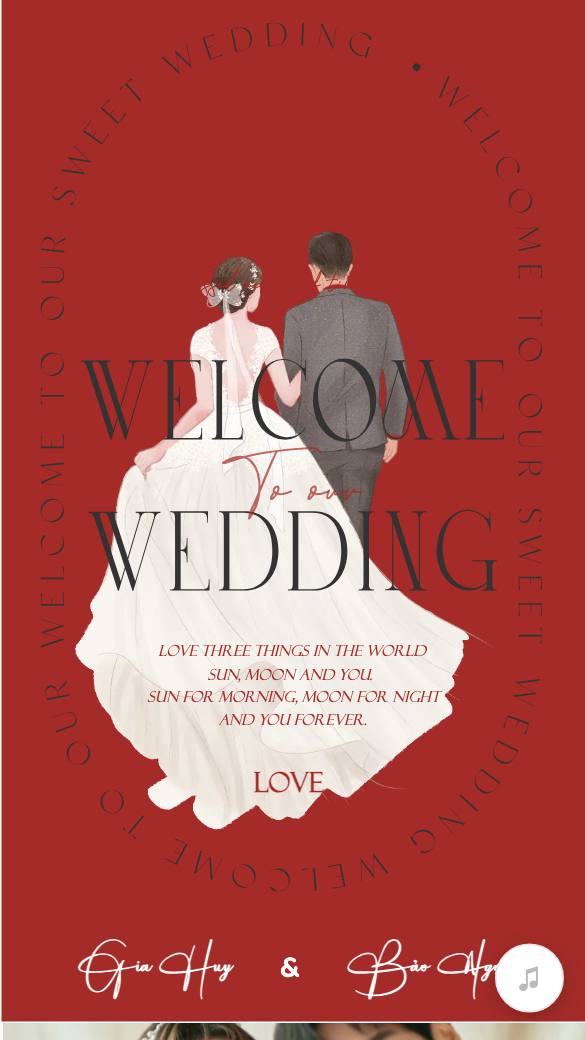 WELCOME TO OUR SWEET WEDDING • WELCOME TO OUR SWEET WEDDING WELCOME TO OUR
WELCOME
To our
WEDDING
LOVE THREE THINGS IN THE WORLD
SUN, MOON AND YOU.
SUN FOR MORNING, MOON FOR NIGHT
AND YOU FOREVER.
LOVE
Gia Huy & Bảo